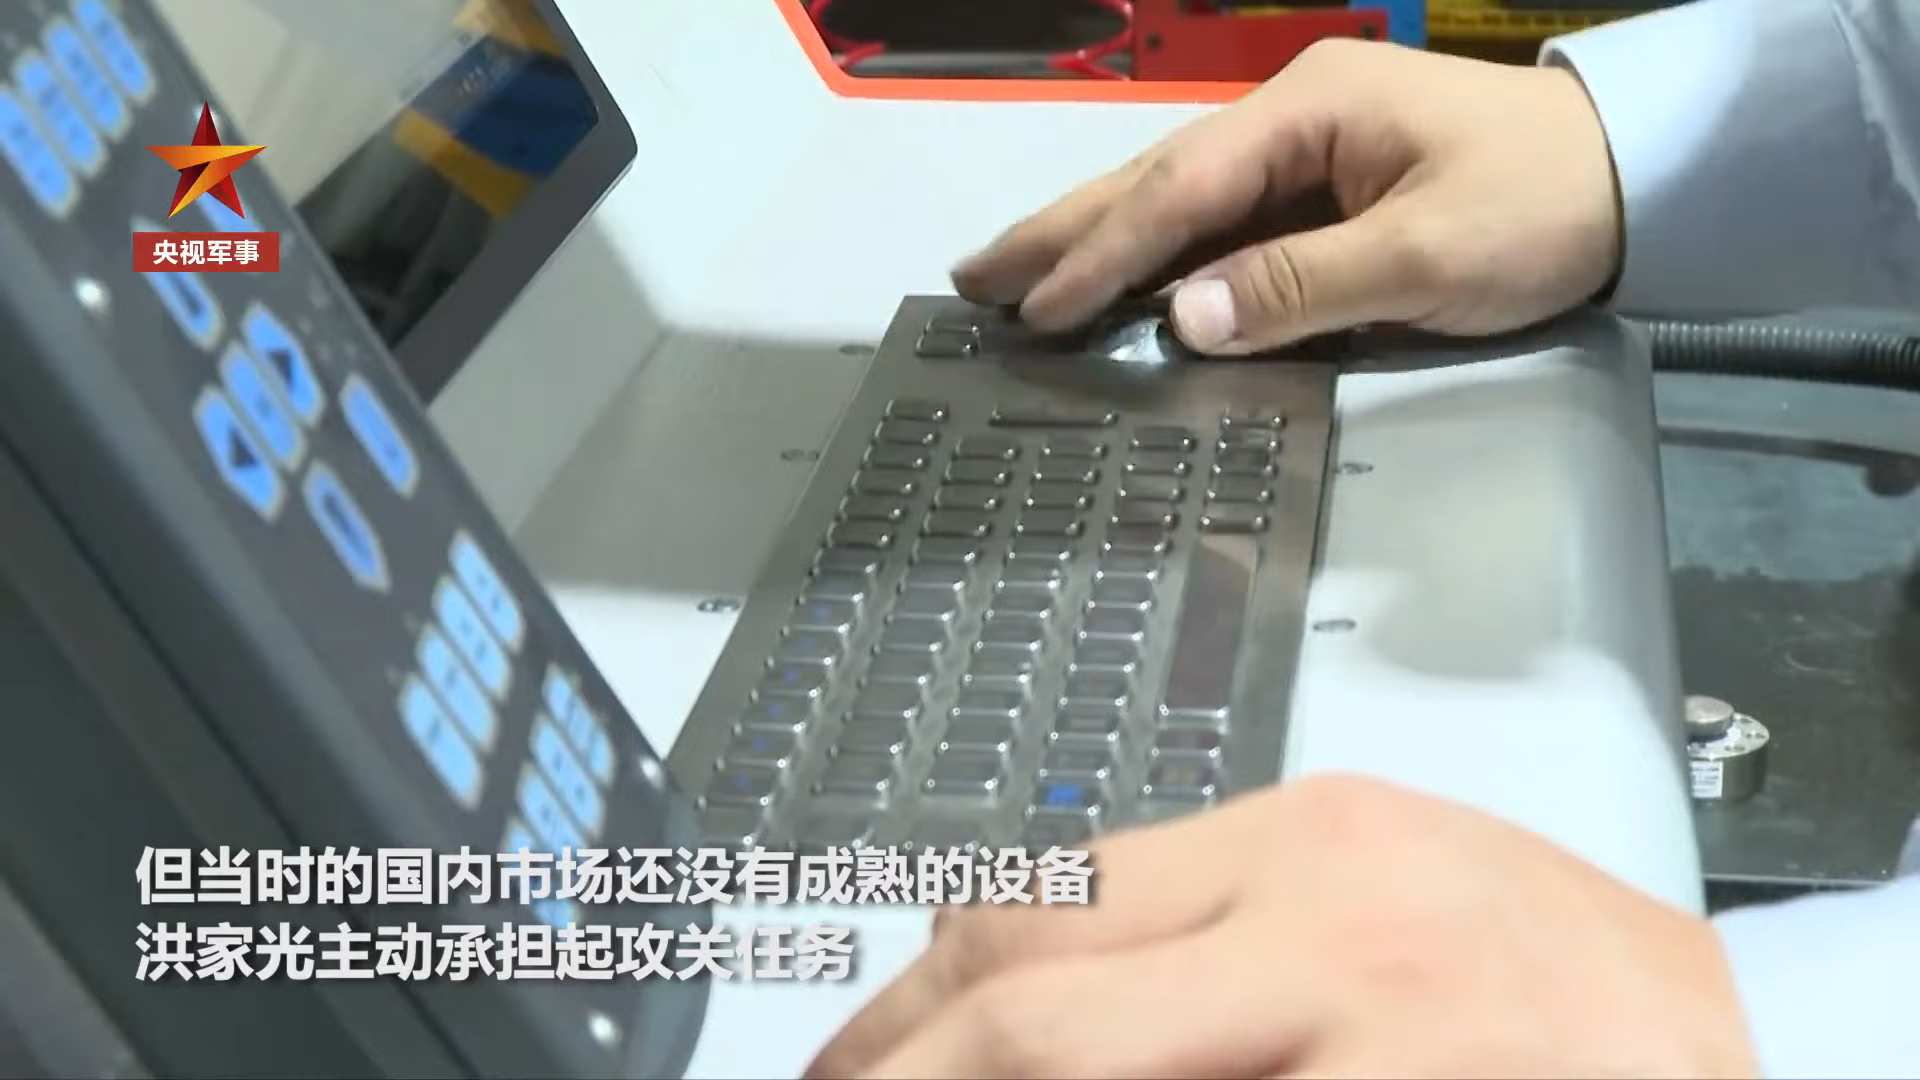 央视军事
但当时的国内市场还没有成熟的设备
洪家光主动承担起攻关任务